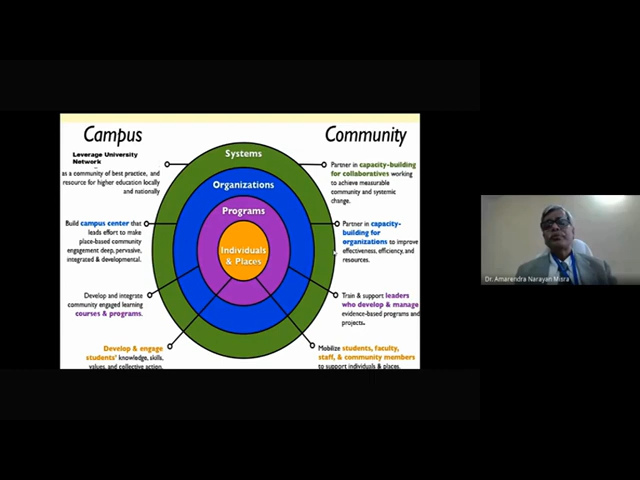 Campus
Community
Leverage University
Network
as a community of best practice, and
resource for higher education locally
and nationally
Build campus center that
leads effort to make
place-based community
engagement deep, pervasive,
integrated & developmental.
Develop and integrate
community engaged learning
courses & programs.
Develop & engage
students' knowledge, skills,
values, and collective action.
Systems
Organizations
Programs
Individuals
& Places
Partner in capacity-building
for collaboratives working
to achieve measurable
community and systemic
change.
Partner in capacity-
building for
organizations to improve
effectiveness, efficiency, and
resources.
Train & support leaders
who develop & manage
evidence-based programs and
projects.
Mobilize students, faculty,
staff, & community members
to support individuals & places.
Dr. Amarendra Narayan Misra